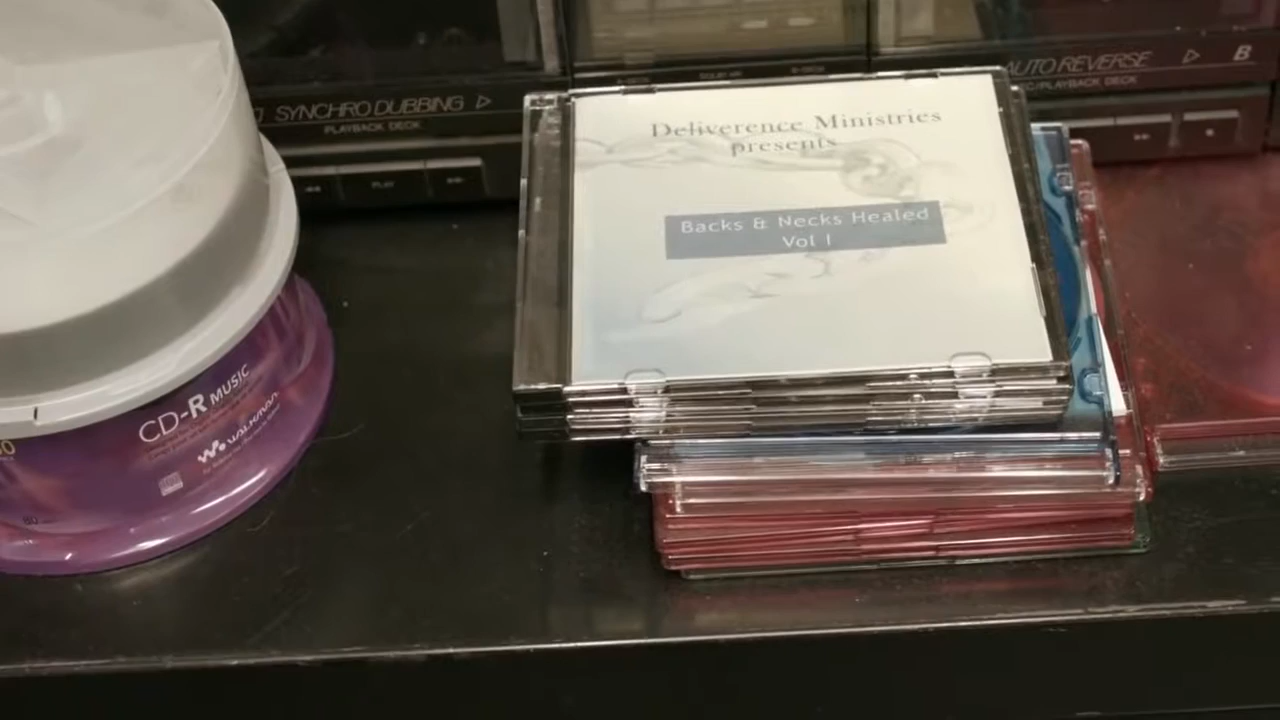 SYNCHRO DUBBING
PLAYBACK DECK
PLAY
AUTO REVERSE
B
PLAYBACK DECK
Deliverence Ministries
presents
Backs & Necks Healed
Vol I
CD-R MUSIC
WALKMAN
80